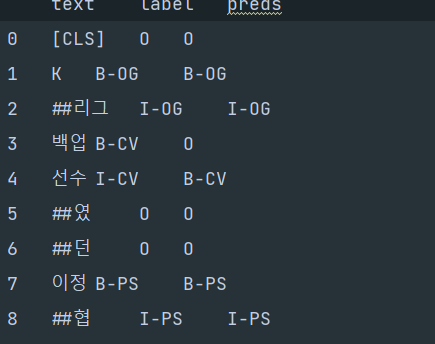 text label preds
0 [CLS] O O
1 K B-OG B-OG
2 ##리그 I-OG I-OG
3 백업 B-CV O
4 선수 I-CV B-CV
5 ##였 O O
6 ##던 O O
7 이정 B-PS B-PS
8 ##협 I-PS I-PS